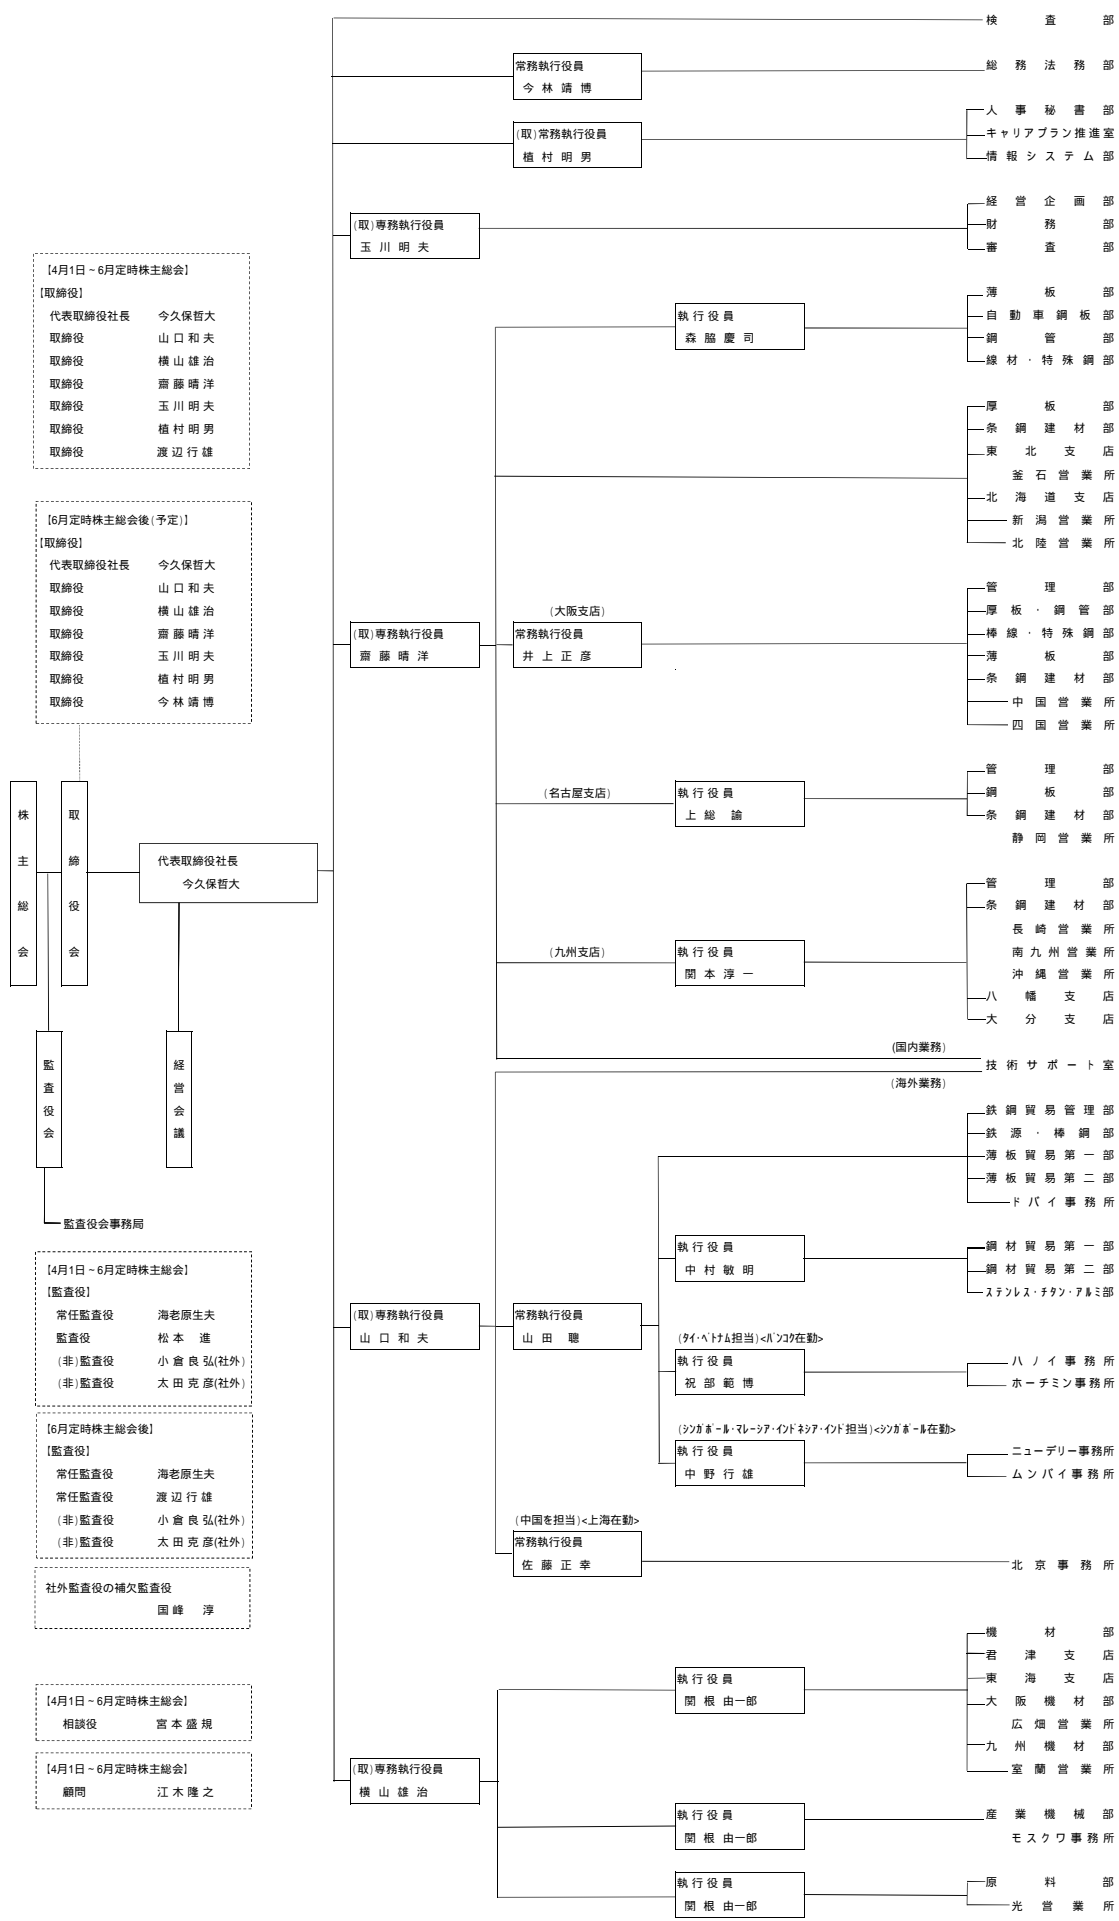 検査部
常務執行役員
今林靖博
総務法務部
(取)常務執行役員
植村明男
人事秘書部
キャリアプラン推進室
情報システム部
(取)専務執行役員
玉川明夫
経営企画部
財務部
審査部
【4月1日~6月定時株主総会】
【取締役】
代表取締役社長 今久保哲大
取締役 山口和夫
取締役 横山雄治
取締役 齋藤晴洋
取締役 玉川明夫
取締役 植村明男
取締役 渡辺行雄
【6月定時株主総会後(予定)】
【取締役】
代表取締役社長 今久保哲大
取締役 山口和夫
取締役 横山雄治
取締役 齋藤晴洋
取締役 玉川明夫
取締役 植村明男
取締役 今林靖博
株主総会
取締役会
代表取締役社長
今久保哲大
監査役会
経営会議
監査役会事務局
(取)専務執行役員
齋藤晴洋
執行役員
森脇慶司
薄板部
自動車鋼板部
鋼管部
線材・特殊鋼部
厚板部
条鋼建材部
東北支店
釜石営業所
北海道支店
新潟営業所
北陸営業所
(大阪支店)
常務執行役員
井上正彦
管理部
厚板・鋼管部
棒線・特殊鋼部
薄板部
条鋼建材部
中国営業所
四国営業所
(名古屋支店)
執行役員
上総 諭
管理部
鋼板部
条鋼建材部
静岡営業所
(九州支店)
執行役員
関本淳一
管理部
条鋼建材部
長崎営業所
南九州営業所
沖縄営業所
八幡支店
大分支店
(国内業務)
技術サポート室
(海外業務)
(取)専務執行役員
山口和夫
常務執行役員
山田 聰
鉄鋼貿易管理部
鉄源・棒鋼部
薄板貿易第一部
薄板貿易第二部
ドバイ事務所
執行役員
中村敏明
鋼材貿易第一部
鋼材貿易第二部
ステンレス・チタン・アルミ部
(タイ・ベトナム担当)<バンコク在勤>
執行役員
祝部範博
ハノイ事務所
ホーチミン事務所
(シンガポール・マレーシア・インドネシア・インド担当)<シンガポール在勤>
執行役員
中野行雄
ニューデリー事務所
ムンバイ事務所
(中国を担当)<上海在勤>
常務執行役員
佐藤正幸
北京事務所
【4月1日~6月定時株主総会】
【監査役】
常任監査役 海老原生夫
監査役 松本 進
(非)監査役 小倉良弘(社外)
(非)監査役 太田克彦(社外)
【6月定時株主総会後】
【監査役】
常任監査役 海老原生夫
常任監査役 渡辺行雄
(非)監査役 小倉良弘(社外)
(非)監査役 太田克彦(社外)
社外監査役の補欠監査役
国峰 淳
【4月1日~6月定時株主総会】
相談役 宮本盛規
【4月1日~6月定時株主総会】
顧問 江木隆之
(取)専務執行役員
横山雄治
執行役員
関根由一郎
機材部
君津支店
東海支店
大阪機材部
広畑営業所
九州機材部
室蘭営業所
執行役員
関根由一郎
産業機械部
モスクワ事務所
執行役員
関根由一郎
原料部
光営業所